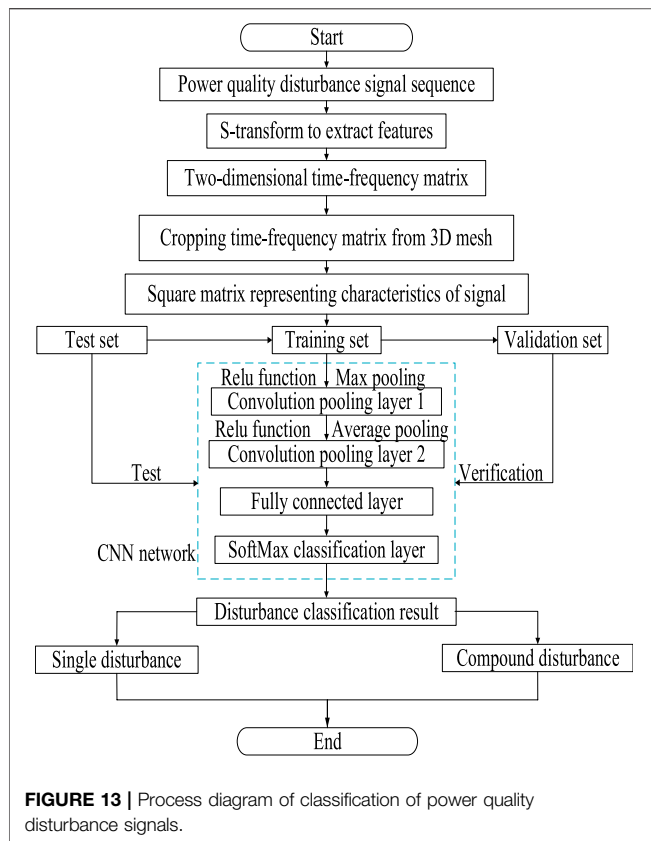 Start
Power quality disturbance signal sequence
S-transform to extract features
Two-dimensional time-frequency matrix
Cropping time-frequency matrix from 3D mesh
Square matrix representing characteristics of signal
Test set
Training set
Validation set
Relu function
Max pooling
Convolution pooling layer 1
Relu function
Average pooling
Convolution pooling layer 2
Test
Verification
Fully connected layer
CNN network
SoftMax classification layer
Disturbance classification result
Single disturbance
Compound disturbance
End
FIGURE 13 | Process diagram of classification of power quality
disturbance signals.